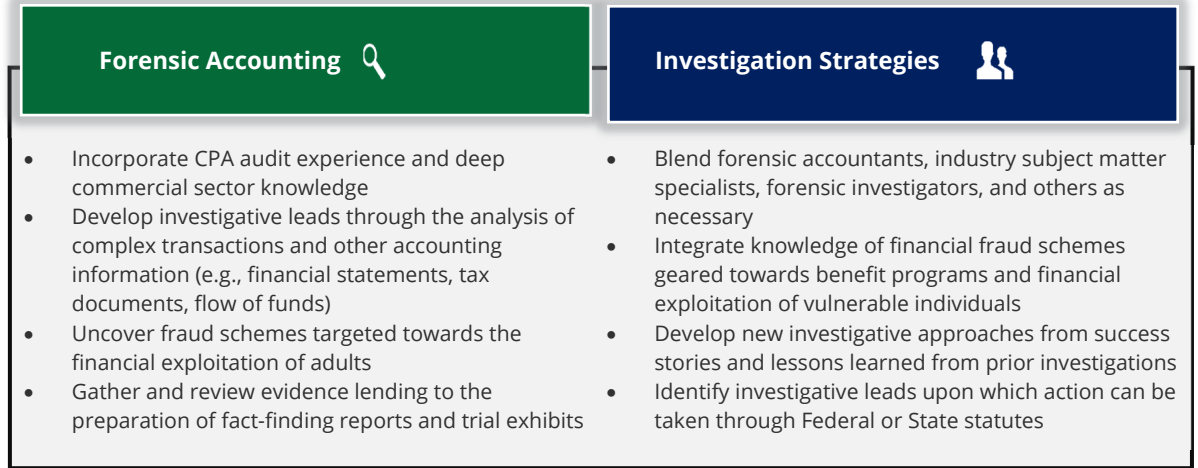 Forensic Accounting
• Incorporate CPA audit experience and deep
commercial sector knowledge
• Develop investigative leads through the analysis of
complex transactions and other accounting
information (e.g., financial statements, tax
documents, flow of funds)
• Uncover fraud schemes targeted towards the
financial exploitation of adults
• Gather and review evidence lending to the
preparation of fact-finding reports and trial exhibits
Investigation Strategies
• Blend forensic accountants, industry subject matter
specialists, forensic investigators, and others as
necessary
• Integrate knowledge of financial fraud schemes
geared towards benefit programs and financial
exploitation of vulnerable individuals
• Develop new investigative approaches from success
stories and lessons learned from prior investigations
• Identify investigative leads upon which action can be
taken through Federal or State statutes